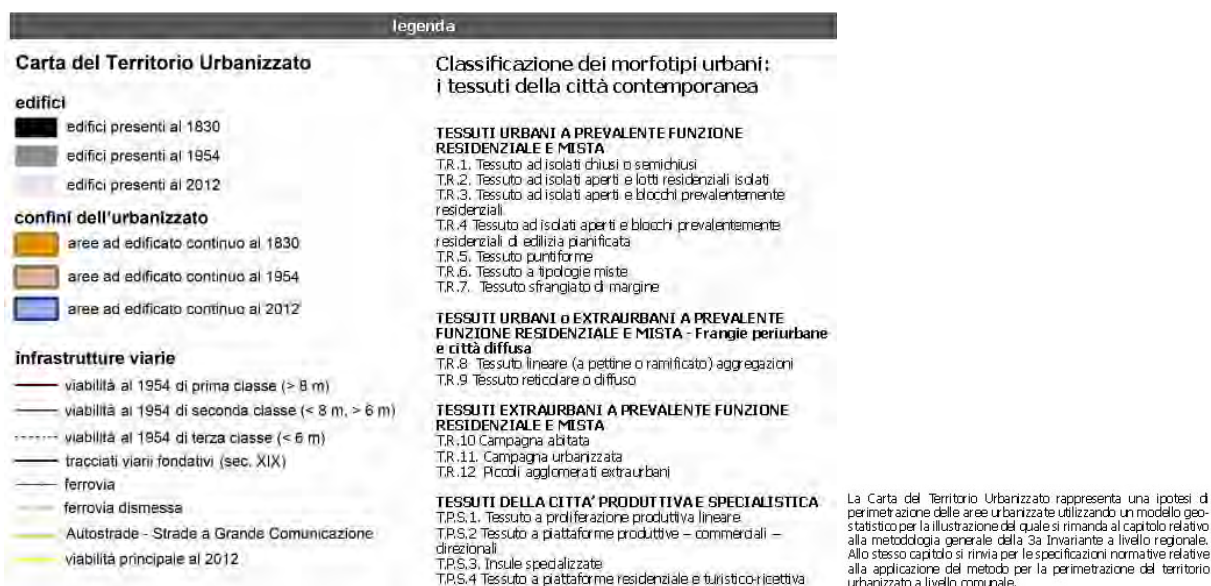 legenda
Carta del Territorio Urbanizzato
edifici
edifici presenti al 1830
edifici presenti al 1954
edifici presenti al 2012
confini dell'urbanizzato
aree ad edificato continuo al 1830
aree ad edificato continuo al 1954
aree ad edificato continuo al 2012
infrastrutture viarie
viabilità al 1954 di prima classe (> 8 m)
viabilità al 1954 di seconda classe (< 8 m, > 6 m)
viabilità al 1954 di terza classe (< 6 m)
tracciati viarii fondativi (sec. XIX)
ferrovia
ferrovia dismessa
Autostrade - Strade a Grande Comunicazione
viabilità principale al 2012
Classificazione dei morfotipi urbani:
i tessuti della città contemporanea
TESSUTI URBANI A PREVALENTE FUNZIONE
RESIDENZIALE E MISTA
T.R.1. Tessuto ad isolati chiusi o semichiusi
T.R.2. Tessuto ad isolati aperti e lotti residenziali isolati
T.R.3. Tessuto ad isolati aperti e blocchi prevalentemente
residenziali
T.R.4 Tessuto ad isolati aperti e blocchi prevalentemente
residenziali di edilizia pianificata
T.R.5. Tessuto puntiforme
T.R.6. Tessuto a tipologie miste
T.R.7. Tessuto sfrangiato di margine
TESSUTI URBANI o EXTRAURBANI A PREVALENTE
FUNZIONE RESIDENZIALE E MISTA - Frangie periurbane
e città diffusa
T.R.8 Tessuto lineare (a pettine o ramificato) aggregazioni
T.R.9 Tessuto reticolare o diffuso
TESSUTI EXTRAURBANI A PREVALENTE FUNZIONE
RESIDENZIALE E MISTA
T.R.10 Campagna abitata
T.R.11. Campagna urbanizzata
T.R.12 Piccoli agglomerati extraurbani
TESSUTI DELLA CITTA' PRODUTTIVA E SPECIALISTICA
T.P.S.1. Tessuto a proliferazione produttiva lineare
T.P.S.2 Tessuto a piattaforme produttive – commerciali –
direzionali
T.P.S.3. Insule specializzate
T.P.S.4 Tessuto a piattaforme residenziale e turistico-ricettiva
La Carta del Territorio Urbanizzato rappresenta una ipotesi di
perimetrazione delle aree urbanizzate utilizzando un modello geo-
statistico per la illustrazione del quale si rimanda al capitolo relativo
alla metodologia generale della 3a Invariante a livello regionale.
Allo stesso capitolo si rinvia per le specificazioni normative relative
alla applicazione del metodo per la perimetrazione del territorio
urbanizzato a livello comunale.